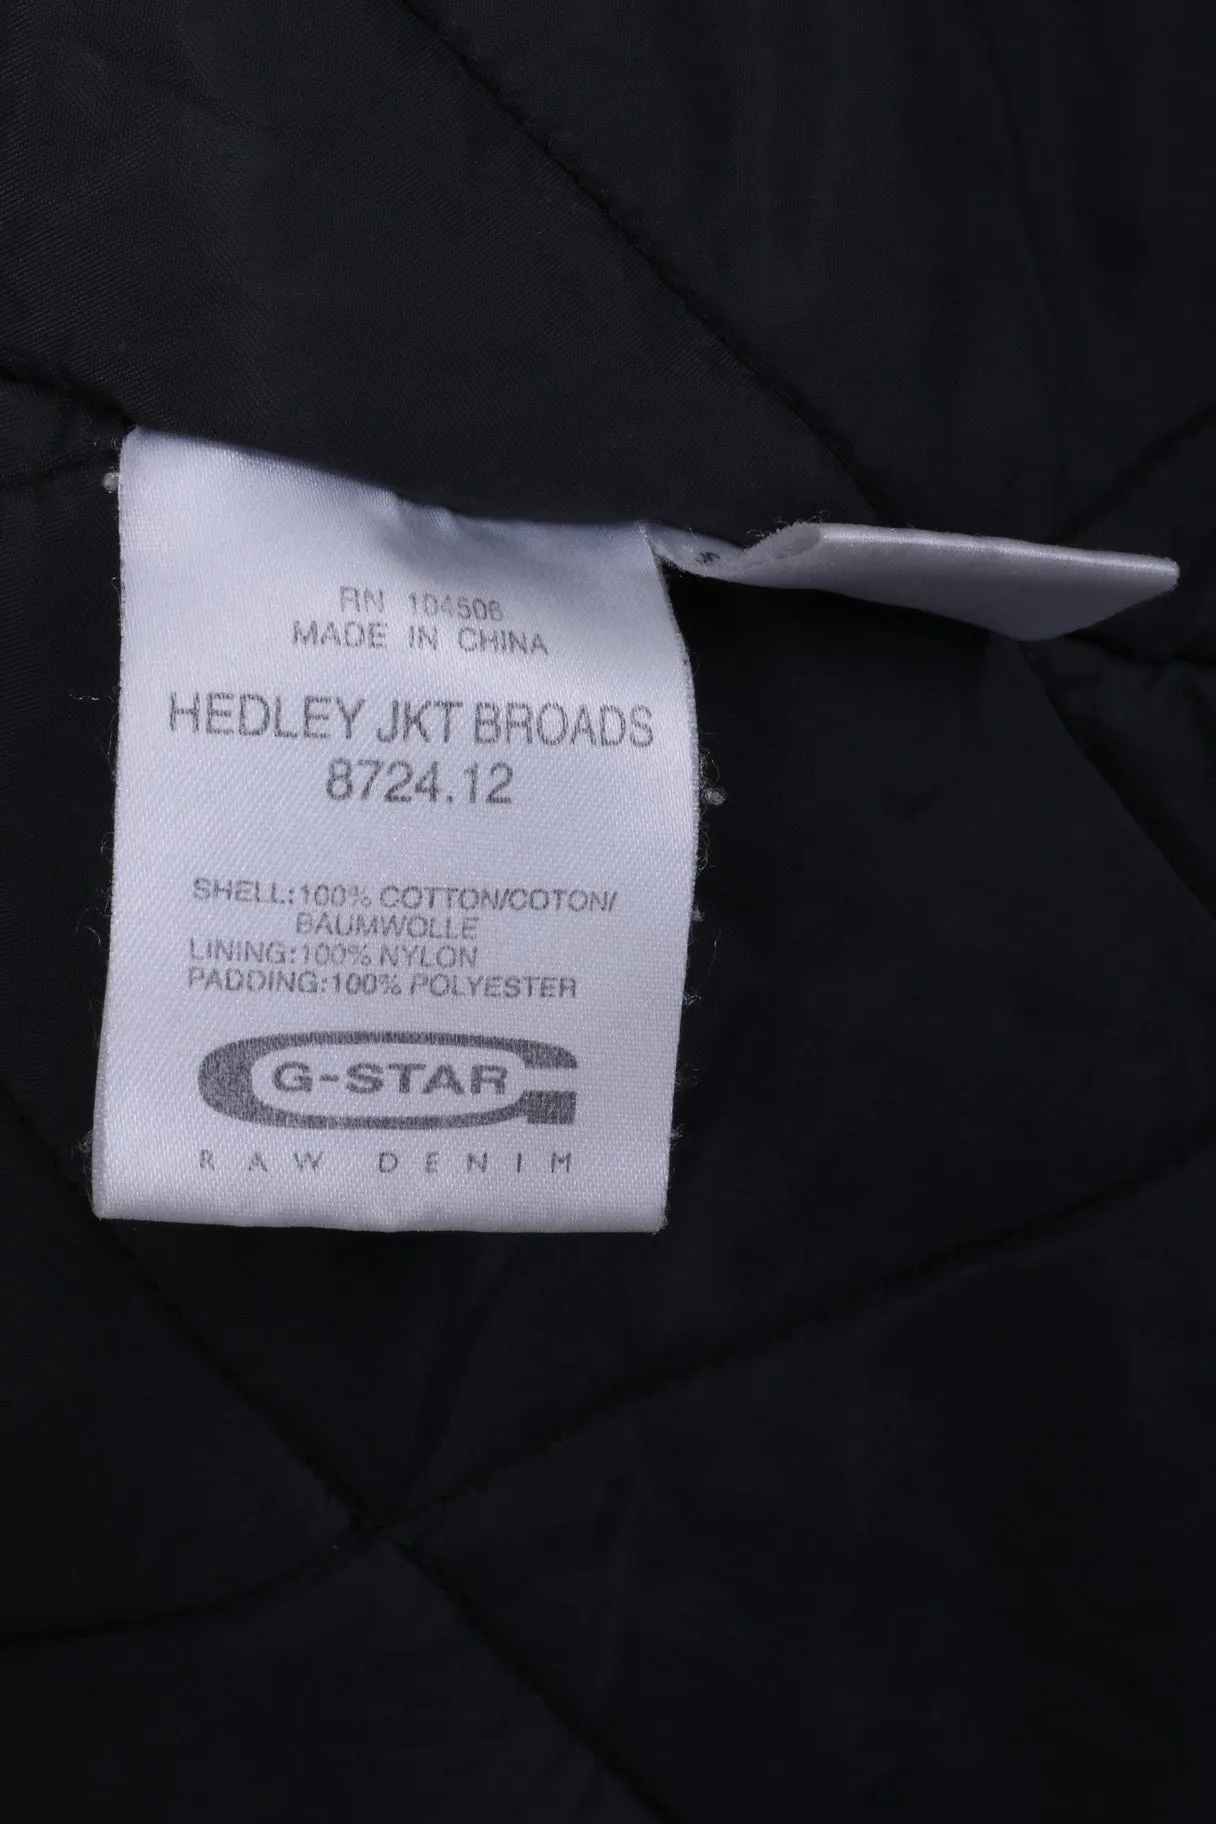 RN 104506
MADE IN CHINA
HEDLEY JKT BROADS
8724.12
SHELL:100% COTTON/COTON/
BAUMWOLLE
LINING:100% NYLON
PADDING:100% POLYESTER
G-STAR
RAW DENIM